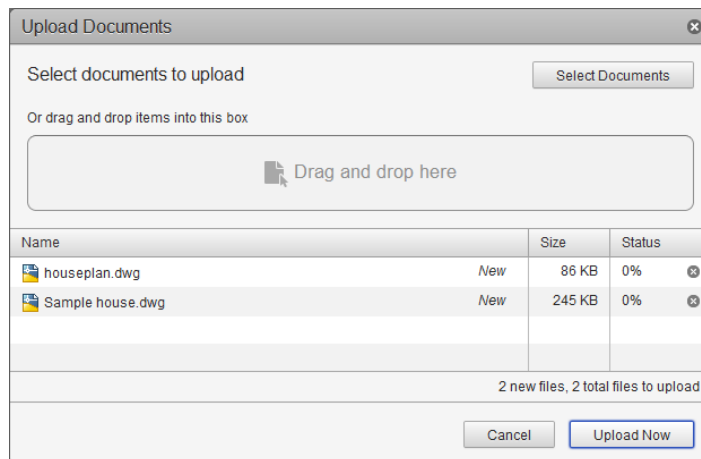 Upload Documents
Select documents to upload
Select Documents
Or drag and drop items into this box
Drag and drop here
Name Size Status
houseplan.dwg New 86 KB 0%
Sample house.dwg New 245 KB 0%
2 new files, 2 total files to upload
Cancel Upload Now